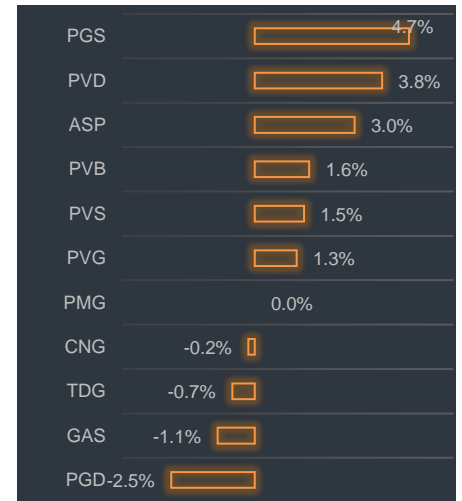 PGS 4.7%
PVD 3.8%
ASP 3.0%
PVB 1.6%
PVS 1.5%
PVG 1.3%
PMG 0.0%
CNG -0.2%
TDG -0.7%
GAS -1.1%
PGD -2.5%